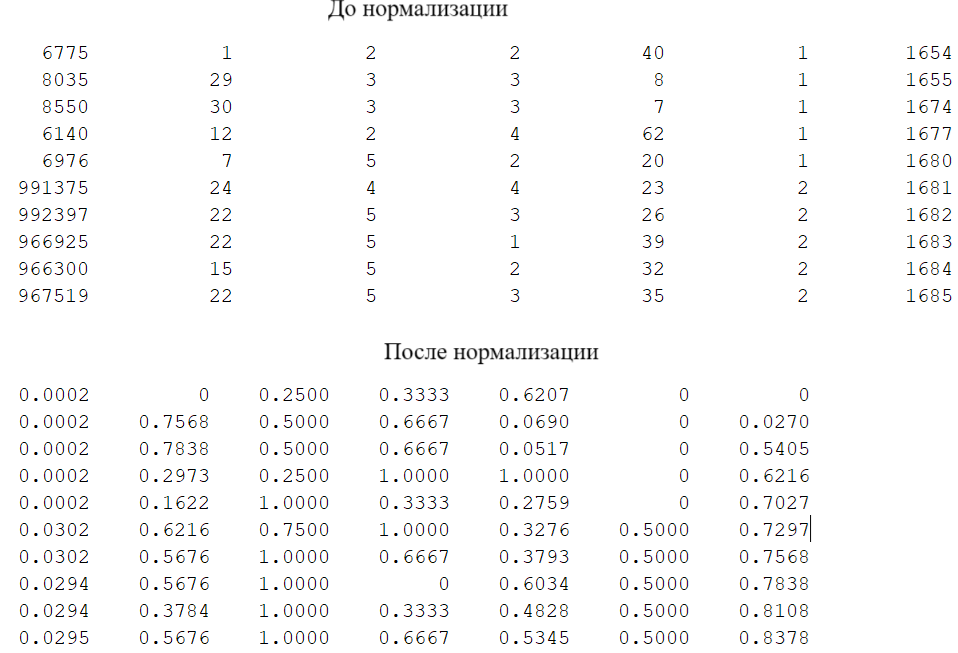 До нормализации
6775 1 2 2 40 1 1654
8035 29 3 3 8 1 1655
8550 30 3 3 7 1 1674
6140 12 2 4 62 1 1677
6976 7 5 2 20 1 1680
991375 24 4 4 23 2 1681
992397 22 5 3 26 2 1682
966925 22 5 1 39 2 1683
966300 15 5 2 32 2 1684
967519 22 5 3 35 2 1685
После нормализации
0.0002 0 0.2500 0.3333 0.6207 0 0
0.0002 0.7568 0.5000 0.6667 0.0690 0 0.0270
0.0002 0.7838 0.5000 0.6667 0.0517 0 0.5405
0.0002 0.2973 0.2500 1.0000 1.0000 0 0.6216
0.0002 0.1622 1.0000 0.3333 0.2759 0 0.7027
0.0302 0.6216 0.7500 1.0000 0.3276 0.5000 0.7297
0.0302 0.5676 1.0000 0.6667 0.3793 0.5000 0.7568
0.0294 0.5676 1.0000 0 0.6034 0.5000 0.7838
0.0294 0.3784 1.0000 0.3333 0.4828 0.5000 0.8108
0.0295 0.5676 1.0000 0.6667 0.5345 0.5000 0.8378